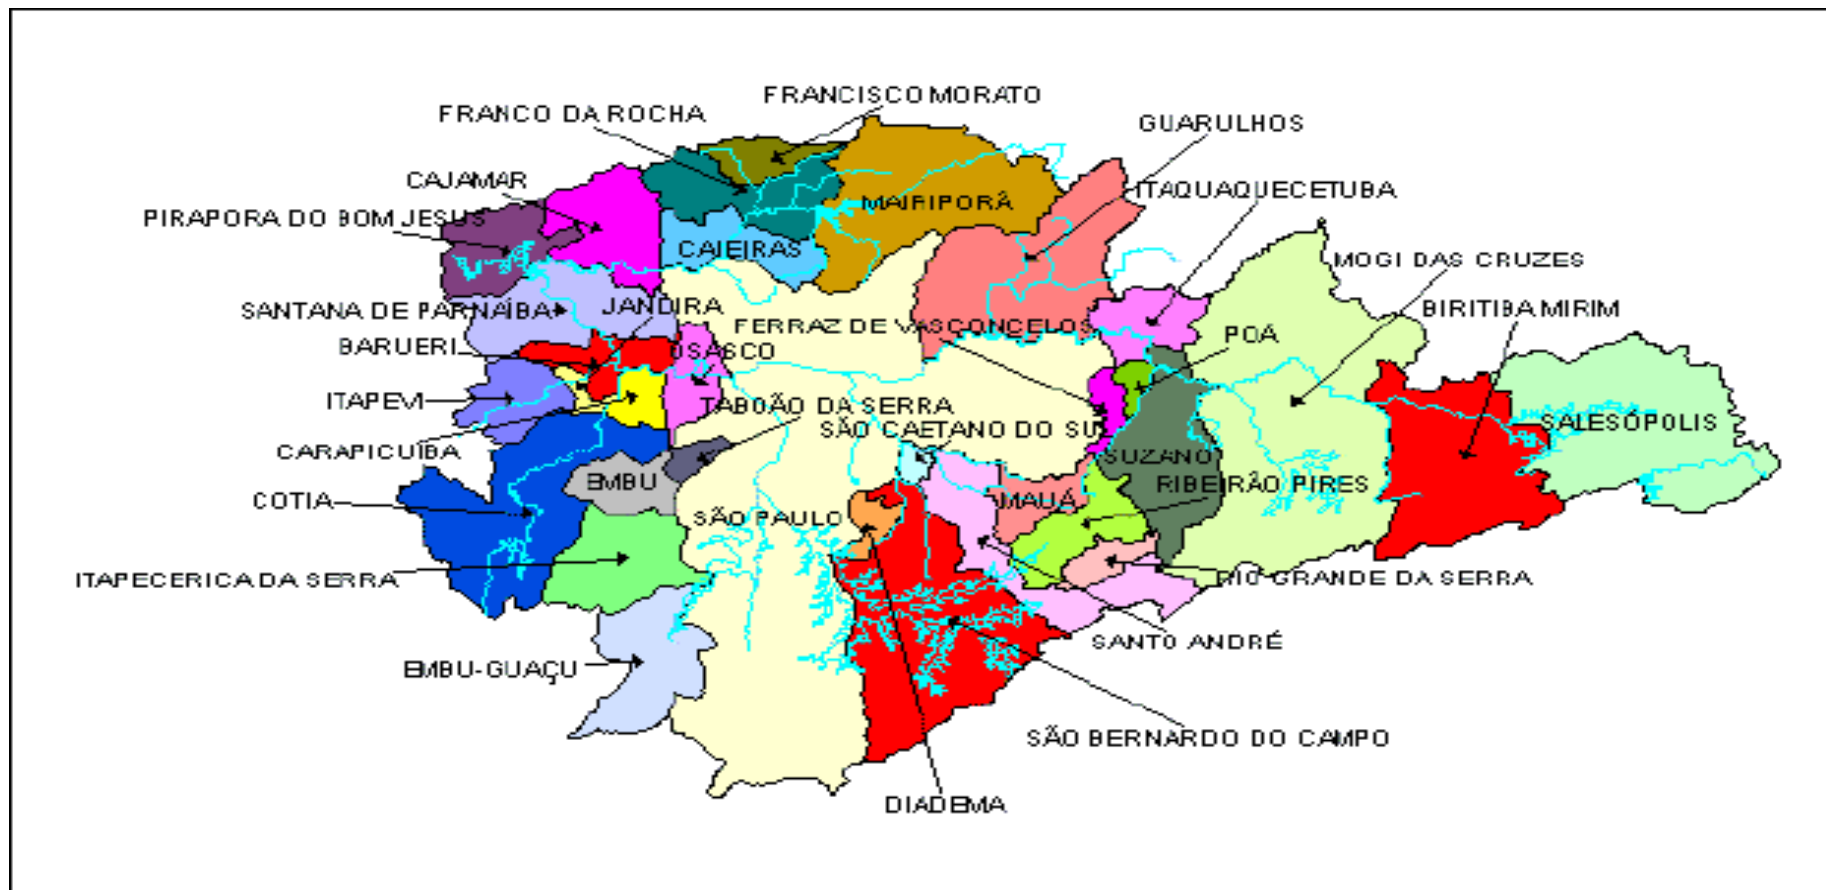 FRANCISCO MORATO
FRANCO DA ROCHA
GUARULHOS
CAJAMAR
ITAQUAQUECETUBA
MAIRIPORÃ
PIRAPORA DO BOM JESUS
CAIEIRAS
MOGI DAS CRUZES
SANTANA DE PARNAÍBA
JANDIRA
BIRITIBA MIRIM
FERRAZ DE VASCONCELOS
POÁ
BARUERI
OSASCO
ITAPEVI
TABOÃO DA SERRA
SALESÓPOLIS
SÃO CAETANO DO SUL
CARAPICUÍBA
SUZANO
EMBU
RIBEIRÃO PIRES
COTIA
MAUÁ
SÃO PAULO
ITAPECERICA DA SERRA
RIO GRANDE DA SERRA
SANTO ANDRÉ
EMBU-GUAÇU
SÃO BERNARDO DO CAMPO
DIADEMA